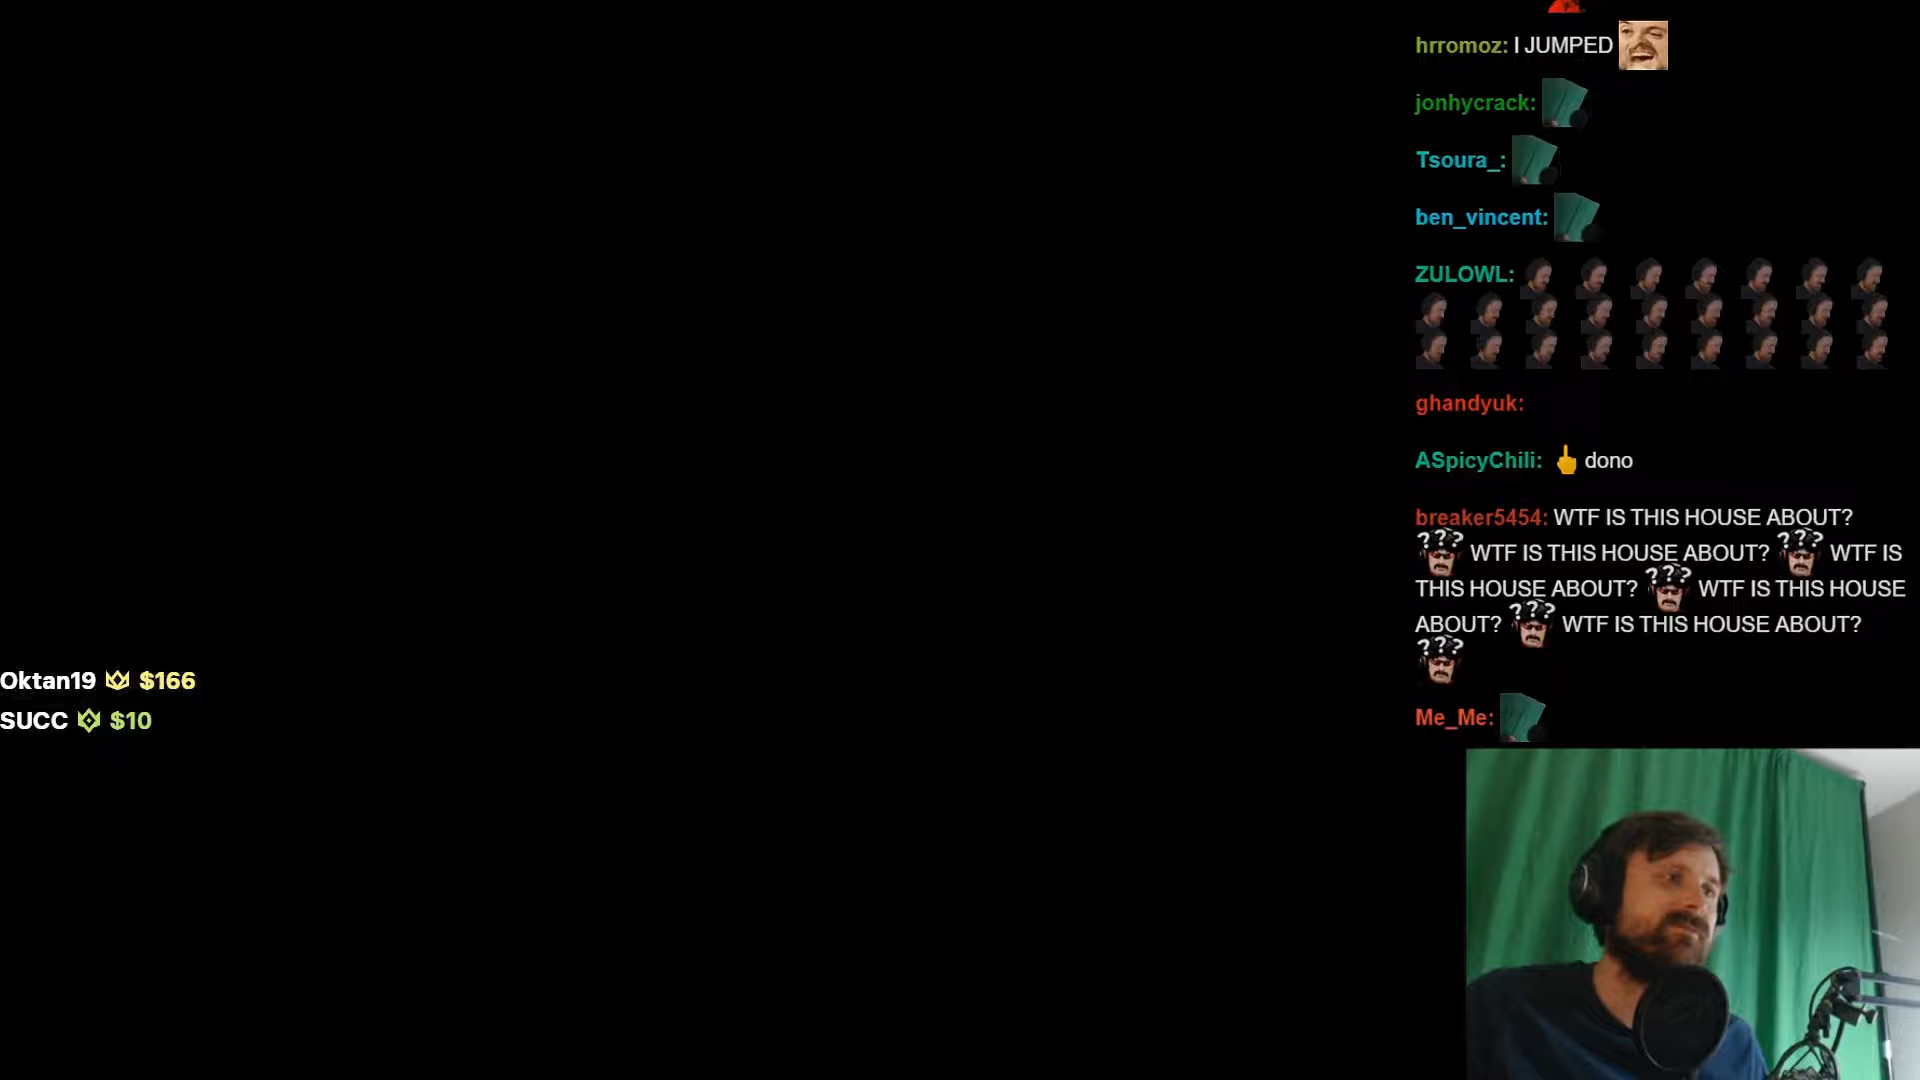 hrromoz: I JUMPED
jonhycrack:
Tsoura_:
ben_vincent:
ZULOWL:
ghandyuk:
ASpicyChili: 🖕 dono
breaker5454: WTF IS THIS HOUSE ABOUT?
??? WTF IS THIS HOUSE ABOUT? ??? WTF IS
THIS HOUSE ABOUT? ??? WTF IS THIS HOUSE
ABOUT? ??? WTF IS THIS HOUSE ABOUT?
???
Me_Me:
Oktan19 $166
SUCC $10